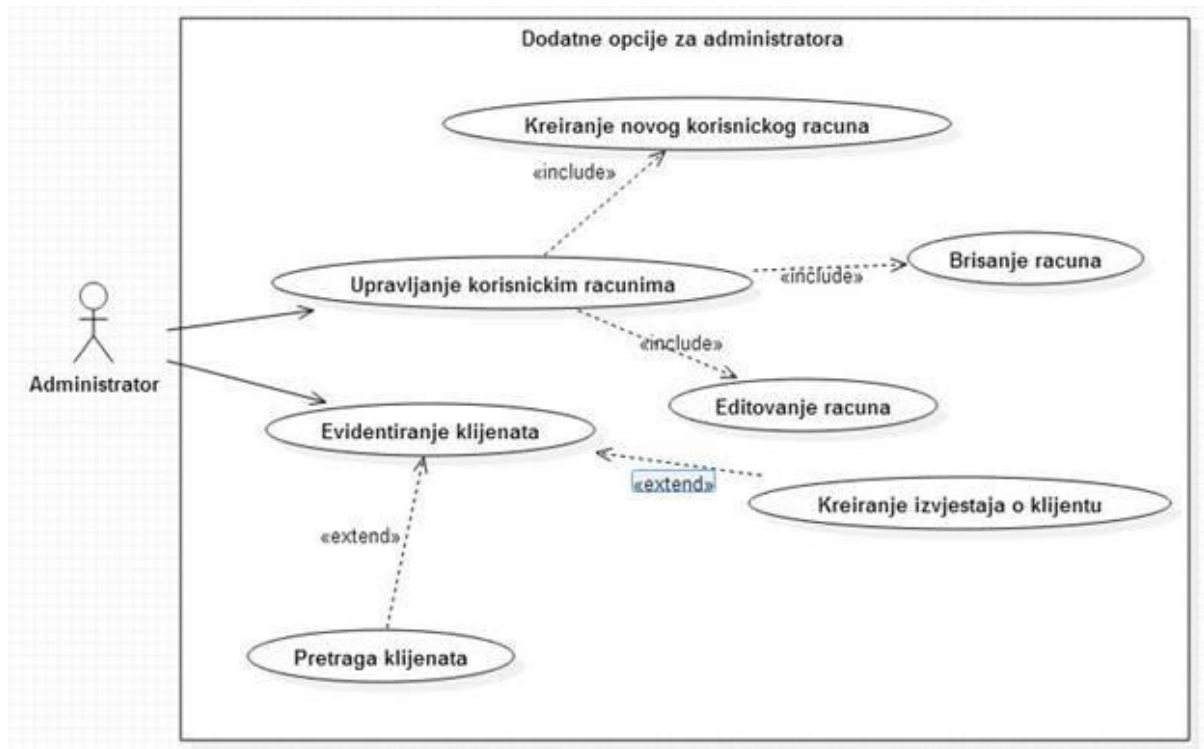 Dodatne opcije za administratora
Kreiranje novog korisnickog racuna
«include»
Upravljanje korisnickim racunima
«include»
Brisanje racuna
«include»
Editovanje racuna
Administrator
Evidentiranje klijenata
«extend»
Kreiranje izvjestaja o klijentu
«extend»
Pretraga klijenata